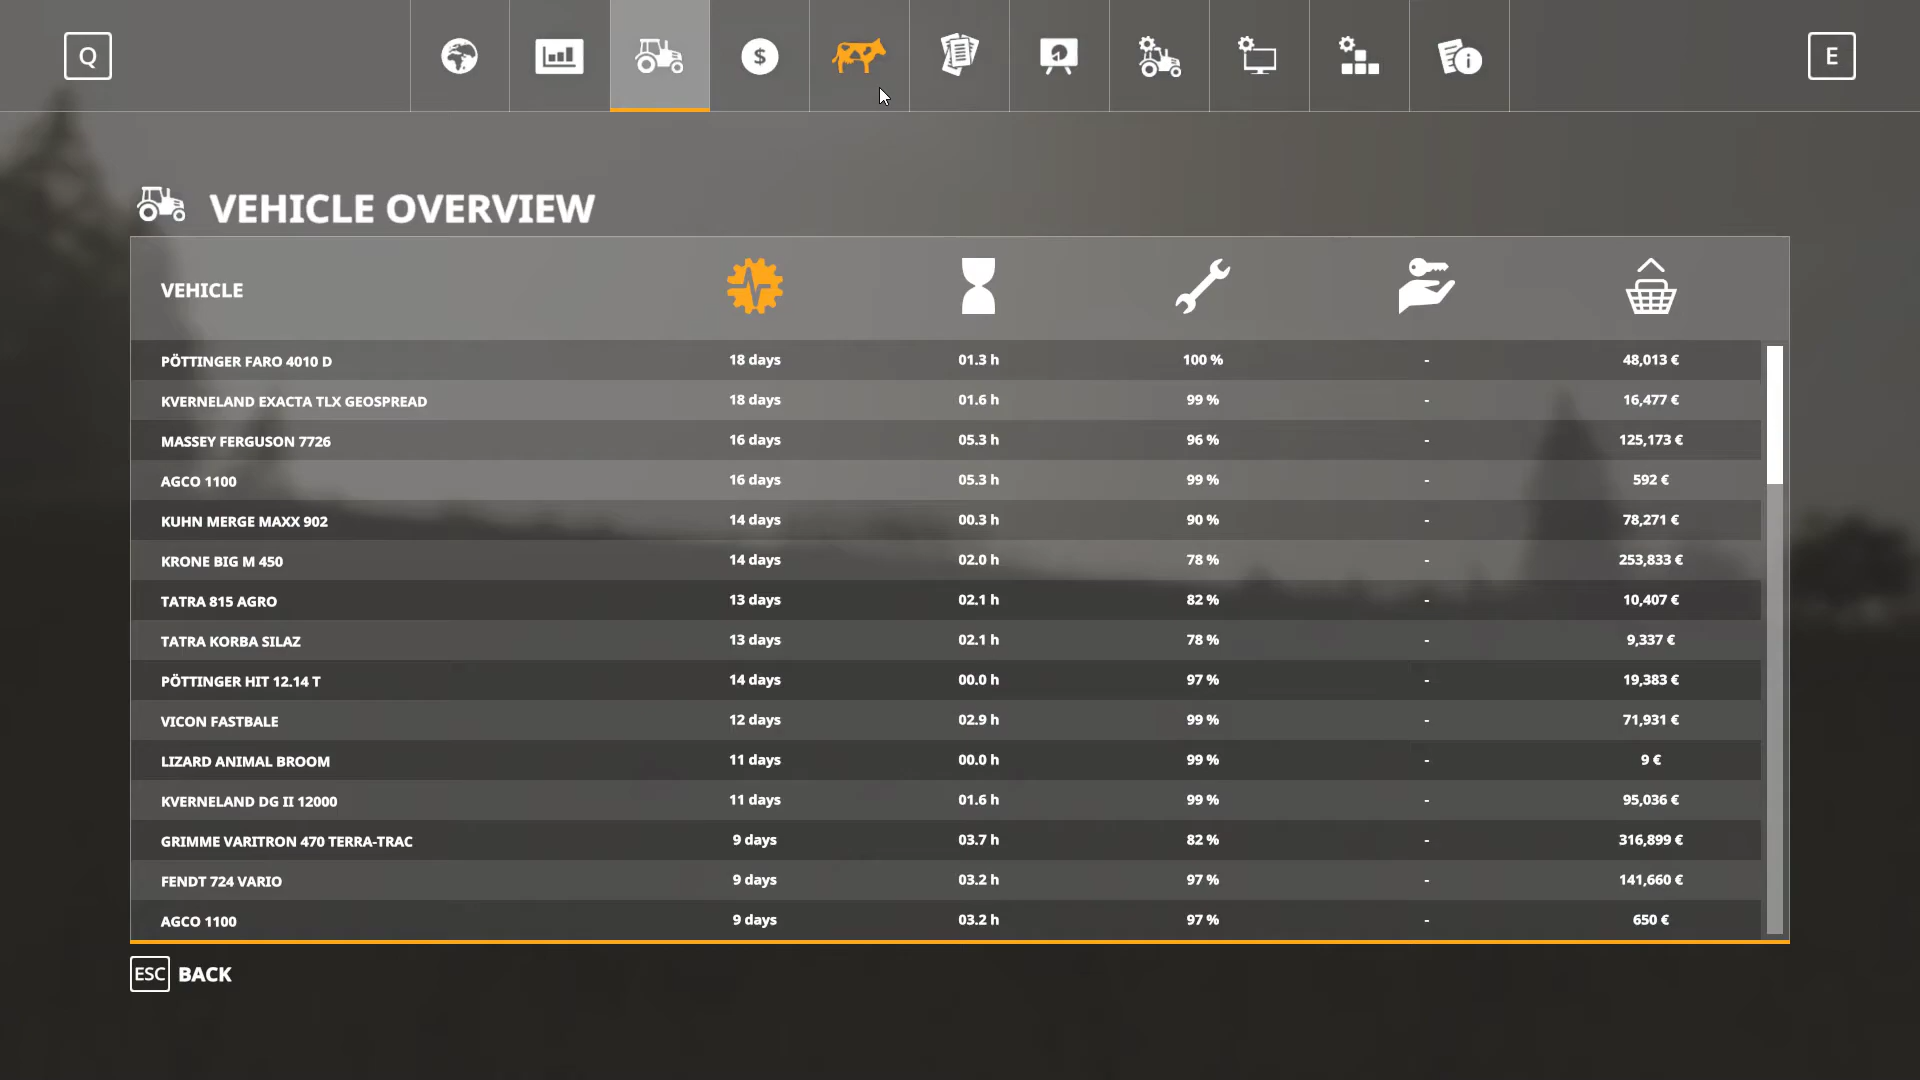 Q
$
E
VEHICLE OVERVIEW
VEHICLE
PÖTTINGER FARO 4010 D 18 days 01.3 h 100 % - 48,013 €
KVERNELAND EXACTA TLX GEOSPREAD 18 days 01.6 h 99 % - 16,477 €
MASSEY FERGUSON 7726 16 days 05.3 h 96 % - 125,173 €
AGCO 1100 16 days 05.3 h 99 % - 592 €
KUHN MERGE MAXX 902 14 days 00.3 h 90 % - 78,271 €
KRONE BIG M 450 14 days 02.0 h 78 % - 253,833 €
TATRA 815 AGRO 13 days 02.1 h 82 % - 10,407 €
TATRA KORBA SILAZ 13 days 02.1 h 78 % - 9,337 €
PÖTTINGER HIT 12.14 T 14 days 00.0 h 97 % - 19,383 €
VICON FASTBALE 12 days 02.9 h 99 % - 71,931 €
LIZARD ANIMAL BROOM 11 days 00.0 h 99 % - 9 €
KVERNELAND DG II 12000 11 days 01.6 h 99 % - 95,036 €
GRIMME VARITRON 470 TERRA-TRAC 9 days 03.7 h 82 % - 316,899 €
FENDT 724 VARIO 9 days 03.2 h 97 % - 141,660 €
AGCO 1100 9 days 03.2 h 97 % - 650 €
ESC BACK